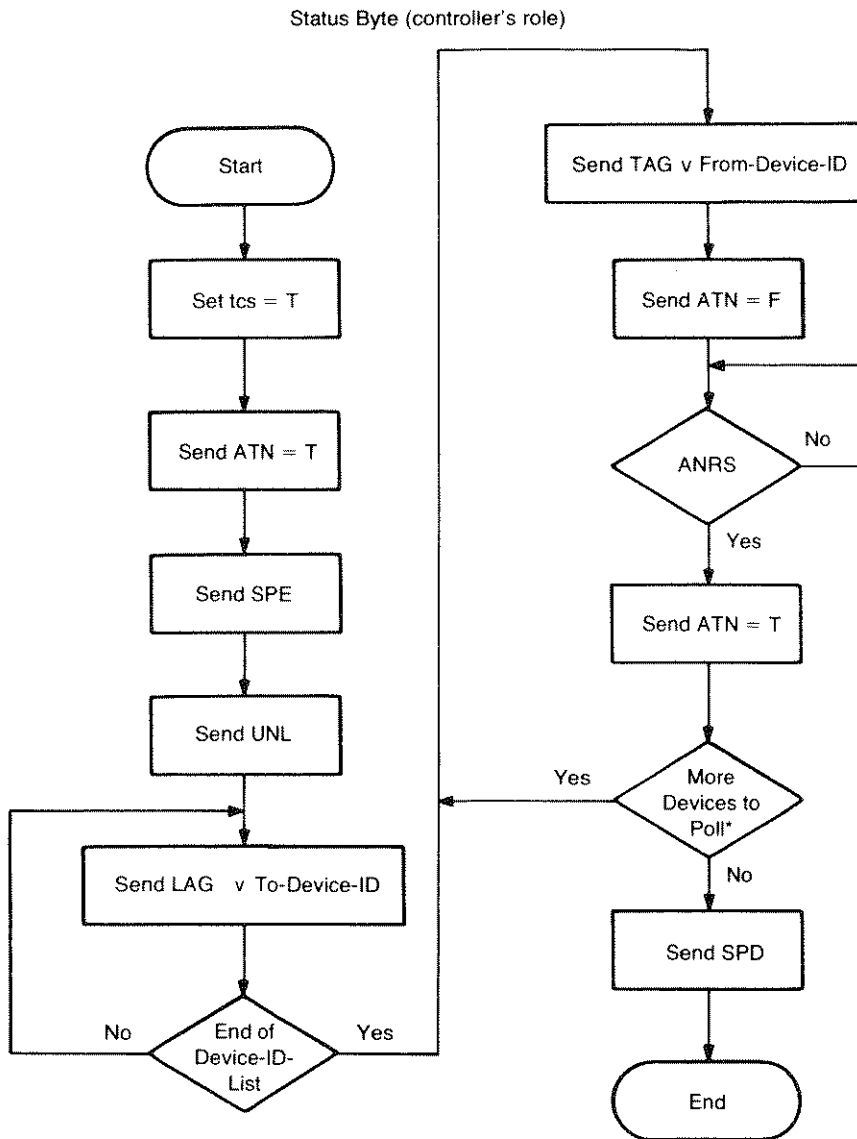 Status Byte (controller's role)
Start
Set tcs = T
Send ATN = T
Send SPE
Send UNL
Send LAG v To-Device-ID
No
End of
Device-ID-
List
Yes
Send TAG v From-Device-ID
Send ATN = F
ANRS
No
Yes
Send ATN = T
Yes
More
Devices to
Poll*
No
Send SPD
End